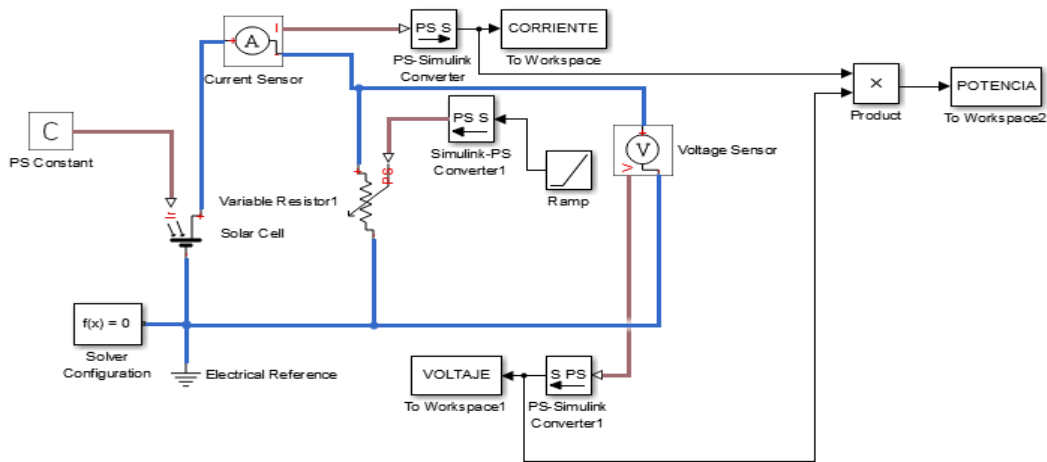 I
A
Current Sensor
PS S
PS-Simulink
Converter
CORRIENTE
To Workspace
×
Product
POTENCIA
To Workspace2
C
PS Constant
PS S
Simulink-PS
Converter1
Ramp
V
V
Voltage Sensor
PS
Variable Resistor1
Ir
Solar Cell
f(x) = 0
Solver
Configuration
Electrical Reference
VOLTAJE
To Workspace1
S PS
PS-Simulink
Converter1